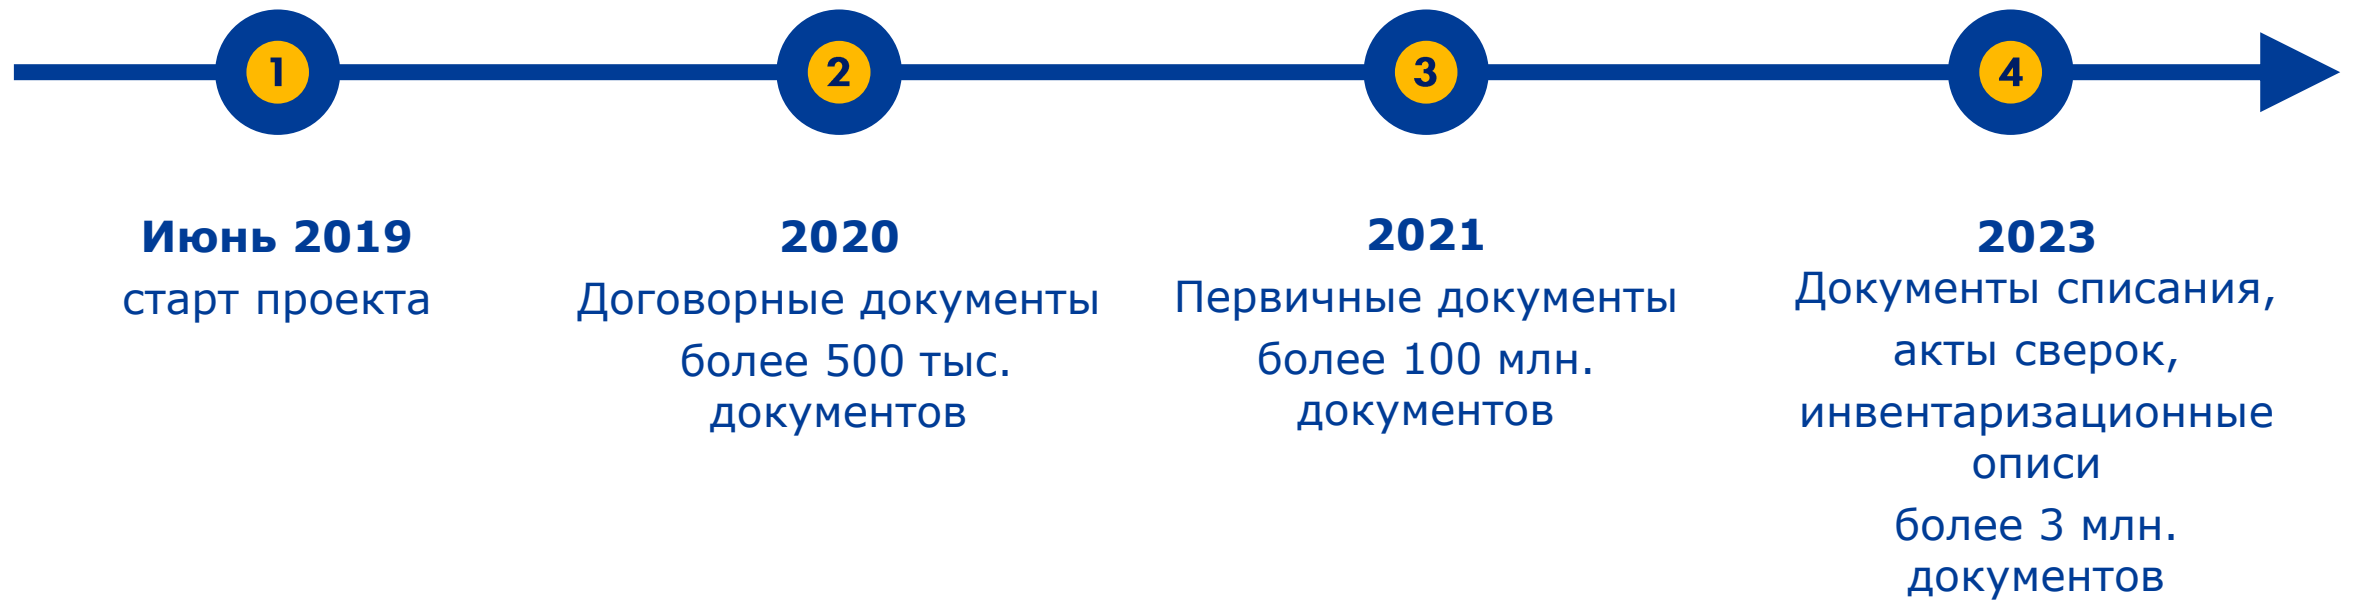 1
2
3
4
Июнь 2019
старт проекта
2020
Договорные документы
более 500 тыс.
документов
2021
Первичные документы
более 100 млн.
документов
2023
Документы списания,
акты сверок,
инвентаризационные
описи
более 3 млн.
документов